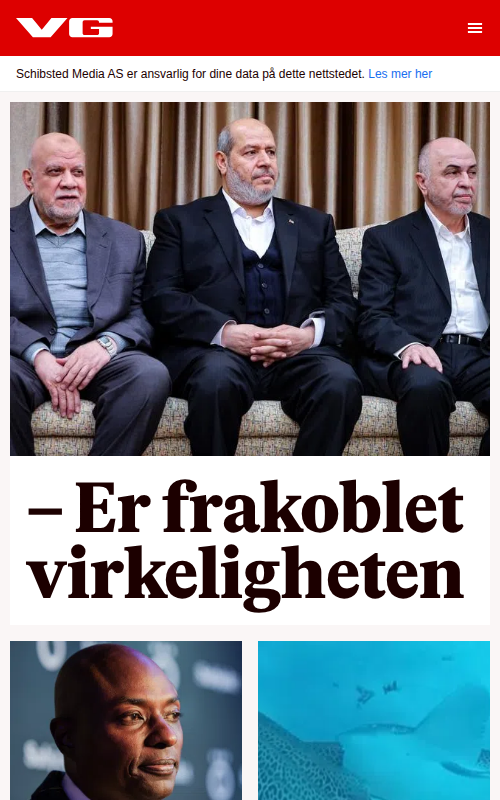 VG
Schibsted Media AS er ansvarlig for dine data på dette nettstedet. Les mer her
– Er frakoblet
virkeligheten